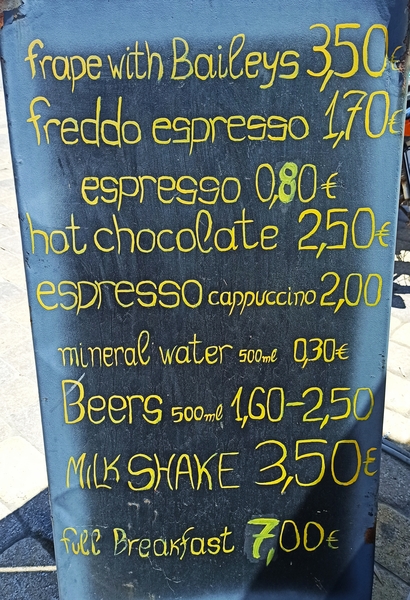 frape with Baileys 3,50€
freddo espresso 1,70€
espresso 0,80€
hot chocolate 2,50€
espresso cappuccino 2,00
mineral water 500ml 0,30€
Beers 500ml 1,60-2,50
MiLK SHAKE 3,50€
full Breakfast 7,00€